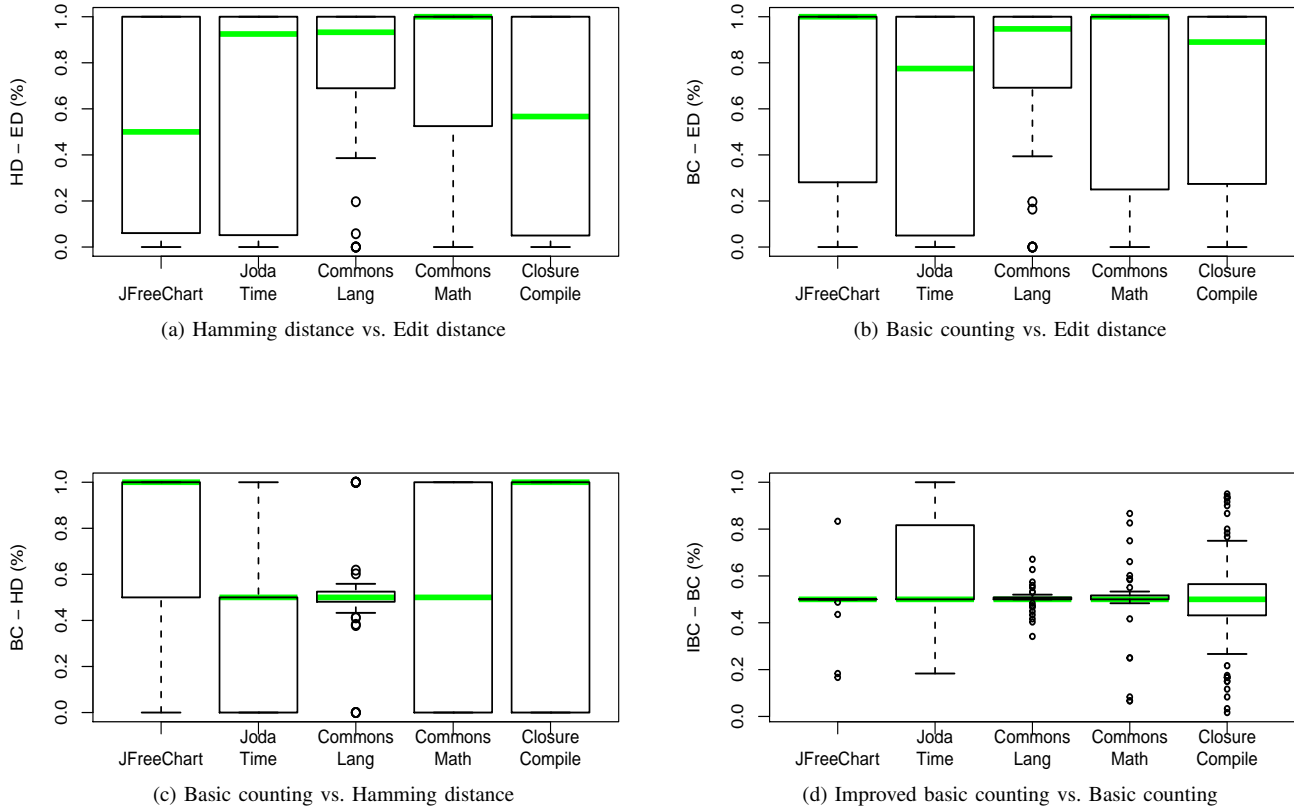 HD − ED (%)
0.0 0.2 0.4 0.6 0.8 1.0
JFreeChart
Joda
Time
Commons
Lang
Commons
Math
Closure
Compile
(a) Hamming distance vs. Edit distance
BC − ED (%)
0.0 0.2 0.4 0.6 0.8 1.0
JFreeChart
Joda
Time
Commons
Lang
Commons
Math
Closure
Compile
(b) Basic counting vs. Edit distance
BC − HD (%)
0.0 0.2 0.4 0.6 0.8 1.0
JFreeChart
Joda
Time
Commons
Lang
Commons
Math
Closure
Compile
(c) Basic counting vs. Hamming distance
IBC − BC (%)
0.0 0.2 0.4 0.6 0.8 1.0
JFreeChart
Joda
Time
Commons
Lang
Commons
Math
Closure
Compile
(d) Improved basic counting vs. Basic counting